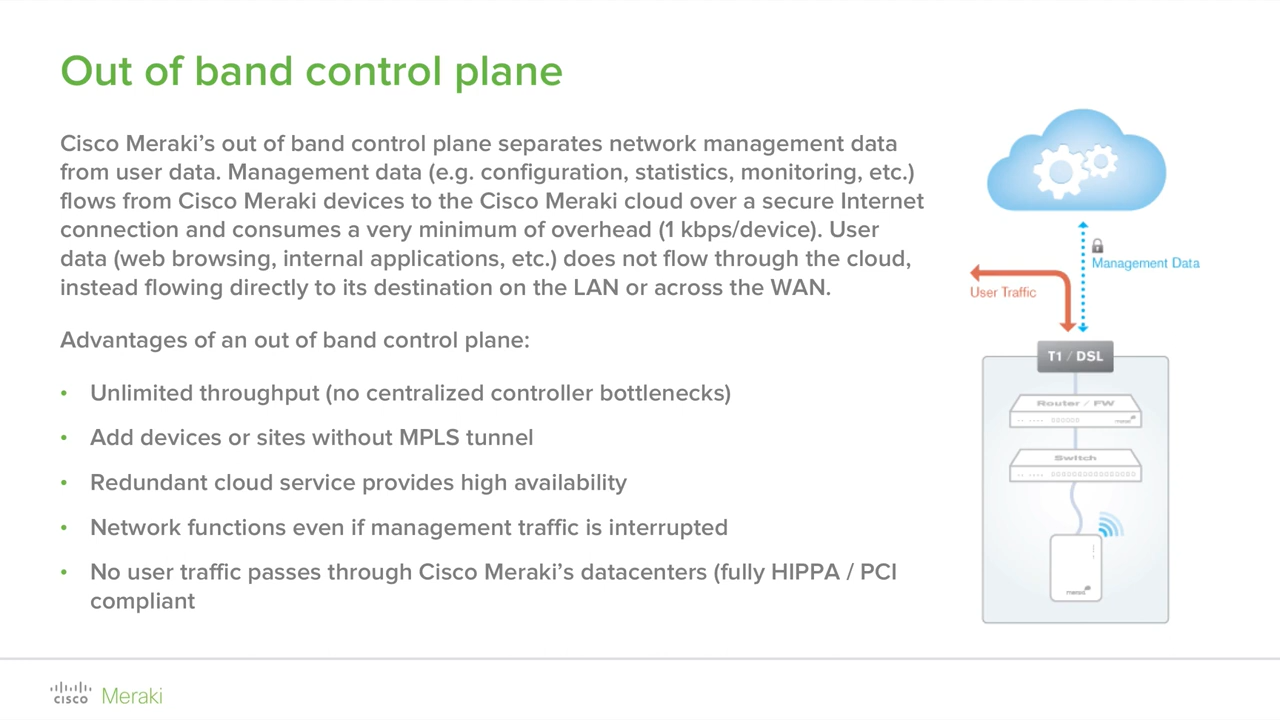 Out of band control plane
Cisco Meraki’s out of band control plane separates network management data
from user data. Management data (e.g. configuration, statistics, monitoring, etc.)
flows from Cisco Meraki devices to the Cisco Meraki cloud over a secure Internet
connection and consumes a very minimum of overhead (1 kbps/device). User
data (web browsing, internal applications, etc.) does not flow through the cloud,
instead flowing directly to its destination on the LAN or across the WAN.
Advantages of an out of band control plane:
• Unlimited throughput (no centralized controller bottlenecks)
• Add devices or sites without MPLS tunnel
• Redundant cloud service provides high availability
• Network functions even if management traffic is interrupted
• No user traffic passes through Cisco Meraki’s datacenters (fully HIPPA / PCI
compliant
Management Data
User Traffic
T1 / DSL
Router / FW
meraki
Switch
meraki
CISCO Meraki